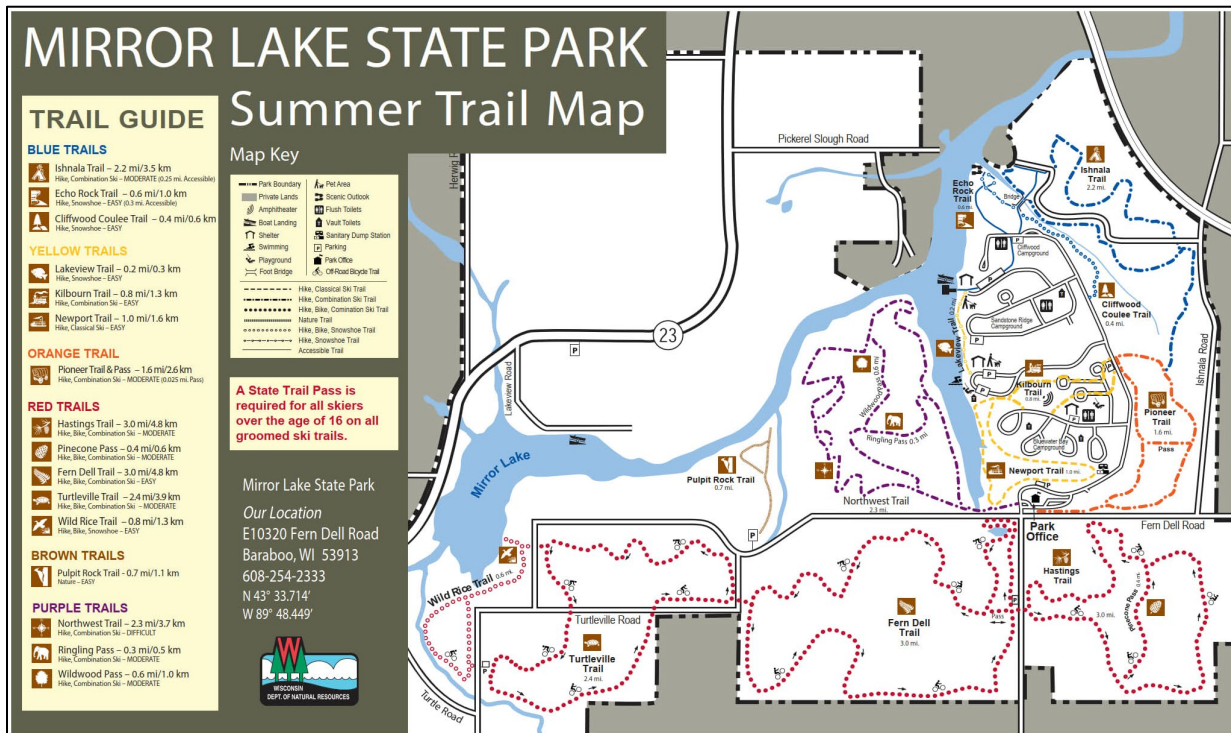 MIRROR LAKE STATE PARK
Summer Trail Map
TRAIL GUIDE
BLUE TRAILS
Ishnala Trail – 2.2 mi/3.5 km
Hike, Combination Ski – MODERATE (0.25 mi. Accessible)
Echo Rock Trail – 0.6 mi/1.0 km
Hike, Snowshoe – EASY (0.3 mi. Accessible)
Cliffwood Coulee Trail – 0.4 mi/0.6 km
Hike, Snowshoe – EASY
YELLOW TRAILS
Lakeview Trail – 0.2 mi/0.3 km
Hike, Snowshoe – EASY
Kilbourn Trail – 0.8 mi/1.3 km
Hike, Combination Ski – EASY
Newport Trail – 1.0 mi/1.6 km
Hike, Classical Ski – EASY
ORANGE TRAIL
Pioneer Trail & Pass – 1.6 mi/2.6 km
Hike, Combination Ski – MODERATE (0.025 mi. Pass)
RED TRAILS
Hastings Trail – 3.0 mi/4.8 km
Hike, Bike, Combination Ski – MODERATE
Pinecone Pass – 0.4 mi/0.6 km
Hike, Bike, Combination Ski – MODERATE
Fern Dell Trail – 3.0 mi/4.8 km
Hike, Bike, Combination Ski – EASY
Turtleville Trail – 2.4 mi/3.9 km
Hike, Bike, Combination Ski – MODERATE
Wild Rice Trail – 0.8 mi/1.3 km
Hike, Bike, Snowshoe – EASY
BROWN TRAILS
Pulpit Rock Trail - 0.7 mi/1.1 km
Nature – EASY
PURPLE TRAILS
Northwest Trail – 2.3 mi/3.7 km
Hike, Combination Ski – DIFFICULT
Ringling Pass – 0.3 mi/0.5 km
Hike, Combination Ski – MODERATE
Wildwood Pass – 0.6 mi/1.0 km
Hike, Combination Ski – MODERATE
Map Key
Park Boundary
Private Lands
Amphitheater
Boat Landing
Shelter
Swimming
Playground
Foot Bridge
Pet Area
Scenic Outlook
Flush Toilets
Vault Toilets
Sanitary Dump Station
P Parking
Park Office
Off-Road Bicycle Trail
Hike, Classical Ski Trail
Hike, Combination Ski Trail
Hike, Bike, Comination Ski Trail
Nature Trail
Hike, Bike, Snowshoe Trail
Hike, Snowshoe Trail
Accessible Trail
A State Trail Pass is
required for all skiers
over the age of 16 on all
groomed ski trails.
Mirror Lake State Park
Our Location
E10320 Fern Dell Road
Baraboo, WI 53913
608-254-2333
N 43° 33.714'
W 89° 48.449'
W
WISCONSIN
DEPT. OF NATURAL RESOURCES
Herwig
Pickerel Slough Road
23
P
Lakeview Road
Mirror Lake
Echo
Rock
Trail
0.6 mi.
Bridge
Ishnala
Trail
2.2 mi.
P
Cliffwood
Campground
Cliffwood
Coulee Trail
0.4 mi.
Lakeview Trail 0.2 mi.
Sandstone Ridge
Campground
P
P
P
Kilbourn
Trail
0.8 mi.
Ishnala Road
Pioneer
Trail
1.6 mi.
Pass
P
Bluewater Bay
Campground
Newport Trail 1.0 mi.
P
Wildwood Pass 0.6 mi
Ringling Pass 0.3 mi
Northwest Trail
2.3 mi.
Pulpit Rock Trail
0.7 mi.
P
Park
Office
Fern Dell Road
Hastings
Trail
3.0 mi.
Pinecone Pass 0.4 mi.
P
Pass
Fern Dell
Trail
3.0 mi.
Wild Rice Trail 0.6 mi.
Turtleville Road
Turtleville
Trail
2.4 mi.
P
Turtle Road